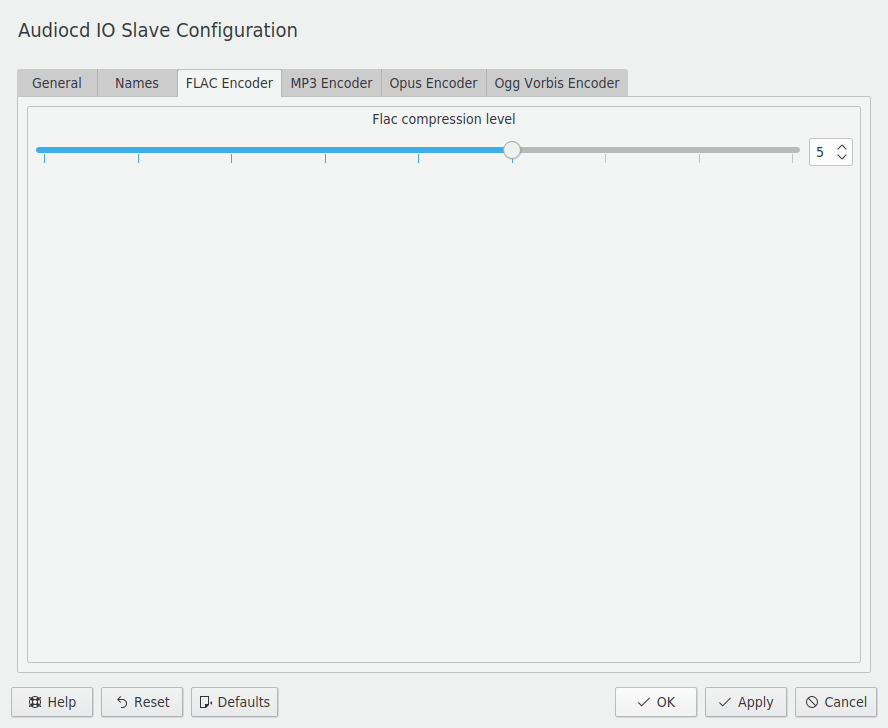 Audiocd IO Slave Configuration
General Names FLAC Encoder MP3 Encoder Opus Encoder Ogg Vorbis Encoder
Flac compression level
5
Help Reset Defaults OK Apply Cancel